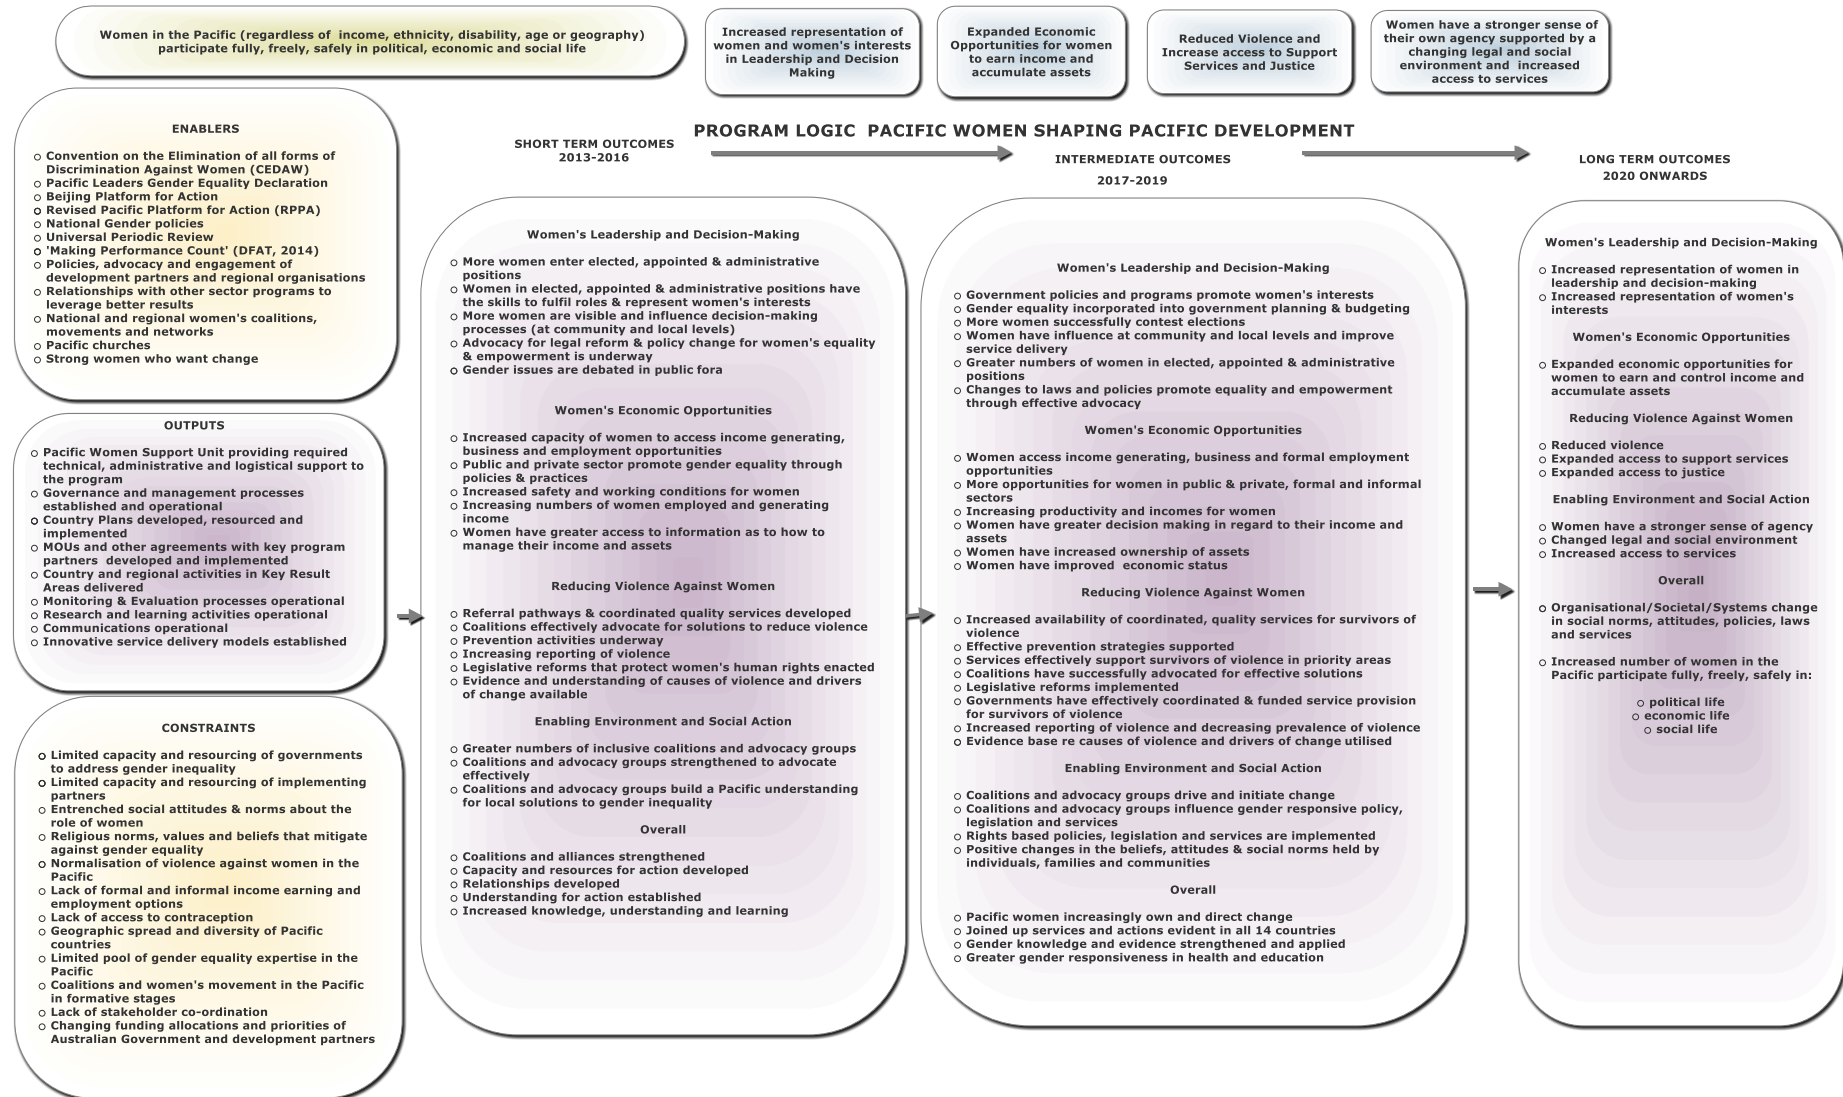 Women in the Pacific (regardless of  income, ethnicity, disability, age or geography)
participate fully, freely, safely in political, economic and social life
Increased representation of
women and women's interests
in Leadership and Decision
Making
Expanded Economic
Opportunities for women
to earn income and
accumulate assets
Reduced Violence and
Increase access to Support
Services and Justice
Women have a stronger sense of
their own agency supported by a
changing legal and social
environment and  increased
access to services
PROGRAM LOGIC  PACIFIC WOMEN SHAPING PACIFIC DEVELOPMENT
ENABLERS
Convention on the Elimination of all forms of
Discrimination Against Women (CEDAW)
Pacific Leaders Gender Equality Declaration
Beijing Platform for Action
Revised Pacific Platform for Action (RPPA)
National Gender policies
Universal Periodic Review
'Making Performance Count' (DFAT, 2014)
Policies, advocacy and engagement of
development partners and regional organisations
Relationships with other sector programs to
leverage better results
National and regional women's coalitions,
movements and networks
Pacific churches
Strong women who want change
OUTPUTS
Pacific Women Support Unit providing required
technical, administrative and logistical support to
the program
Governance and management processes
established and operational
Country Plans developed, resourced and
implemented
MOUs and other agreements with key program
partners  developed and implemented
Country and regional activities in Key Result
Areas delivered
Monitoring & Evaluation processes operational
Research and learning activities operational
Communications operational
Innovative service delivery models established
CONSTRAINTS
Limited capacity and resourcing of governments
to address gender inequality
Limited capacity and resourcing of implementing
partners
Entrenched social attitudes & norms about the
role of women
Religious norms, values and beliefs that mitigate
against gender equality
Normalisation of violence against women in the
Pacific
Lack of formal and informal income earning and
employment options
Lack of access to contraception
Geographic spread and diversity of Pacific
countries
Limited pool of gender equality expertise in the
Pacific
Coalitions and women's movement in the Pacific
in formative stages
Lack of stakeholder co-ordination
Changing funding allocations and priorities of
Australian Government and development partners
SHORT TERM OUTCOMES
2013-2016
Women's Leadership and Decision-Making
More women enter elected, appointed & administrative
positions
Women in elected, appointed & administrative positions have
the skills to fulfil roles & represent women's interests
More women are visible and influence decision-making
processes (at community and local levels)
Advocacy for legal reform & policy change for women's equality
& empowerment is underway
Gender issues are debated in public fora
Women's Economic Opportunities
Increased capacity of women to access income generating,
business and employment opportunities
Public and private sector promote gender equality through
policies & practices
Increased safety and working conditions for women
Increasing numbers of women employed and generating
income
Women have greater access to information as to how to
manage their income and assets
Reducing Violence Against Women
Referral pathways & coordinated quality services developed
Coalitions effectively advocate for solutions to reduce violence
Prevention activities underway
Increasing reporting of violence
Legislative reforms that protect women's human rights enacted
Evidence and understanding of causes of violence and drivers
of change available
Enabling Environment and Social Action
Greater numbers of inclusive coalitions and advocacy groups
Coalitions and advocacy groups strengthened to advocate
effectively
Coalitions and advocacy groups build a Pacific understanding
for local solutions to gender inequality
Overall
Coalitions and alliances strengthened
Capacity and resources for action developed
Relationships developed
Understanding for action established
Increased knowledge, understanding and learning
INTERMEDIATE OUTCOMES
2017-2019
Women's Leadership and Decision-Making
Government policies and programs promote women's interests
Gender equality incorporated into government planning & budgeting
More women successfully contest elections
Women have influence at community and local levels and improve
service delivery
Greater numbers of women in elected, appointed & administrative
positions
Changes to laws and policies promote equality and empowerment
through effective advocacy
Women's Economic Opportunities
Women access income generating, business and formal employment
opportunities
More opportunities for women in public & private, formal and informal
sectors
Increasing productivity and incomes for women
Women have greater decision making in regard to their income and
assets
Women have increased ownership of assets
Women have improved  economic status
Reducing Violence Against Women
Increased availability of coordinated, quality services for survivors of
violence
Effective prevention strategies supported
Services effectively support survivors of violence in priority areas
Coalitions have successfully advocated for effective solutions
Legislative reforms implemented
Governments have effectively coordinated & funded service provision
for survivors of violence
Increased reporting of violence and decreasing prevalence of violence
Evidence base re causes of violence and drivers of change utilised
Enabling Environment and Social Action
Coalitions and advocacy groups drive and initiate change
Coalitions and advocacy groups influence gender responsive policy,
legislation and services
Rights based policies, legislation and services are implemented
Positive changes in the beliefs, attitudes & social norms held by
individuals, families and communities
Overall
Pacific women increasingly own and direct change
Joined up services and actions evident in all 14 countries
Gender knowledge and evidence strengthened and applied
Greater gender responsiveness in health and education
LONG TERM OUTCOMES
2020 ONWARDS
Women's Leadership and Decision-Making
Increased representation of women in
leadership and decision-making
Increased representation of women's
interests
Women's Economic Opportunities
Expanded economic opportunities for
women to earn and control income and
accumulate assets
Reducing Violence Against Women
Reduced violence
Expanded access to support services
Expanded access to justice
Enabling Environment and Social Action
Women have a stronger sense of agency
Changed legal and social environment
Increased access to services
Overall
Organisational/Societal/Systems change
in social norms, attitudes, policies, laws
and services
Increased number of women in the
Pacific participate fully, freely, safely in:
political life
economic life
social life